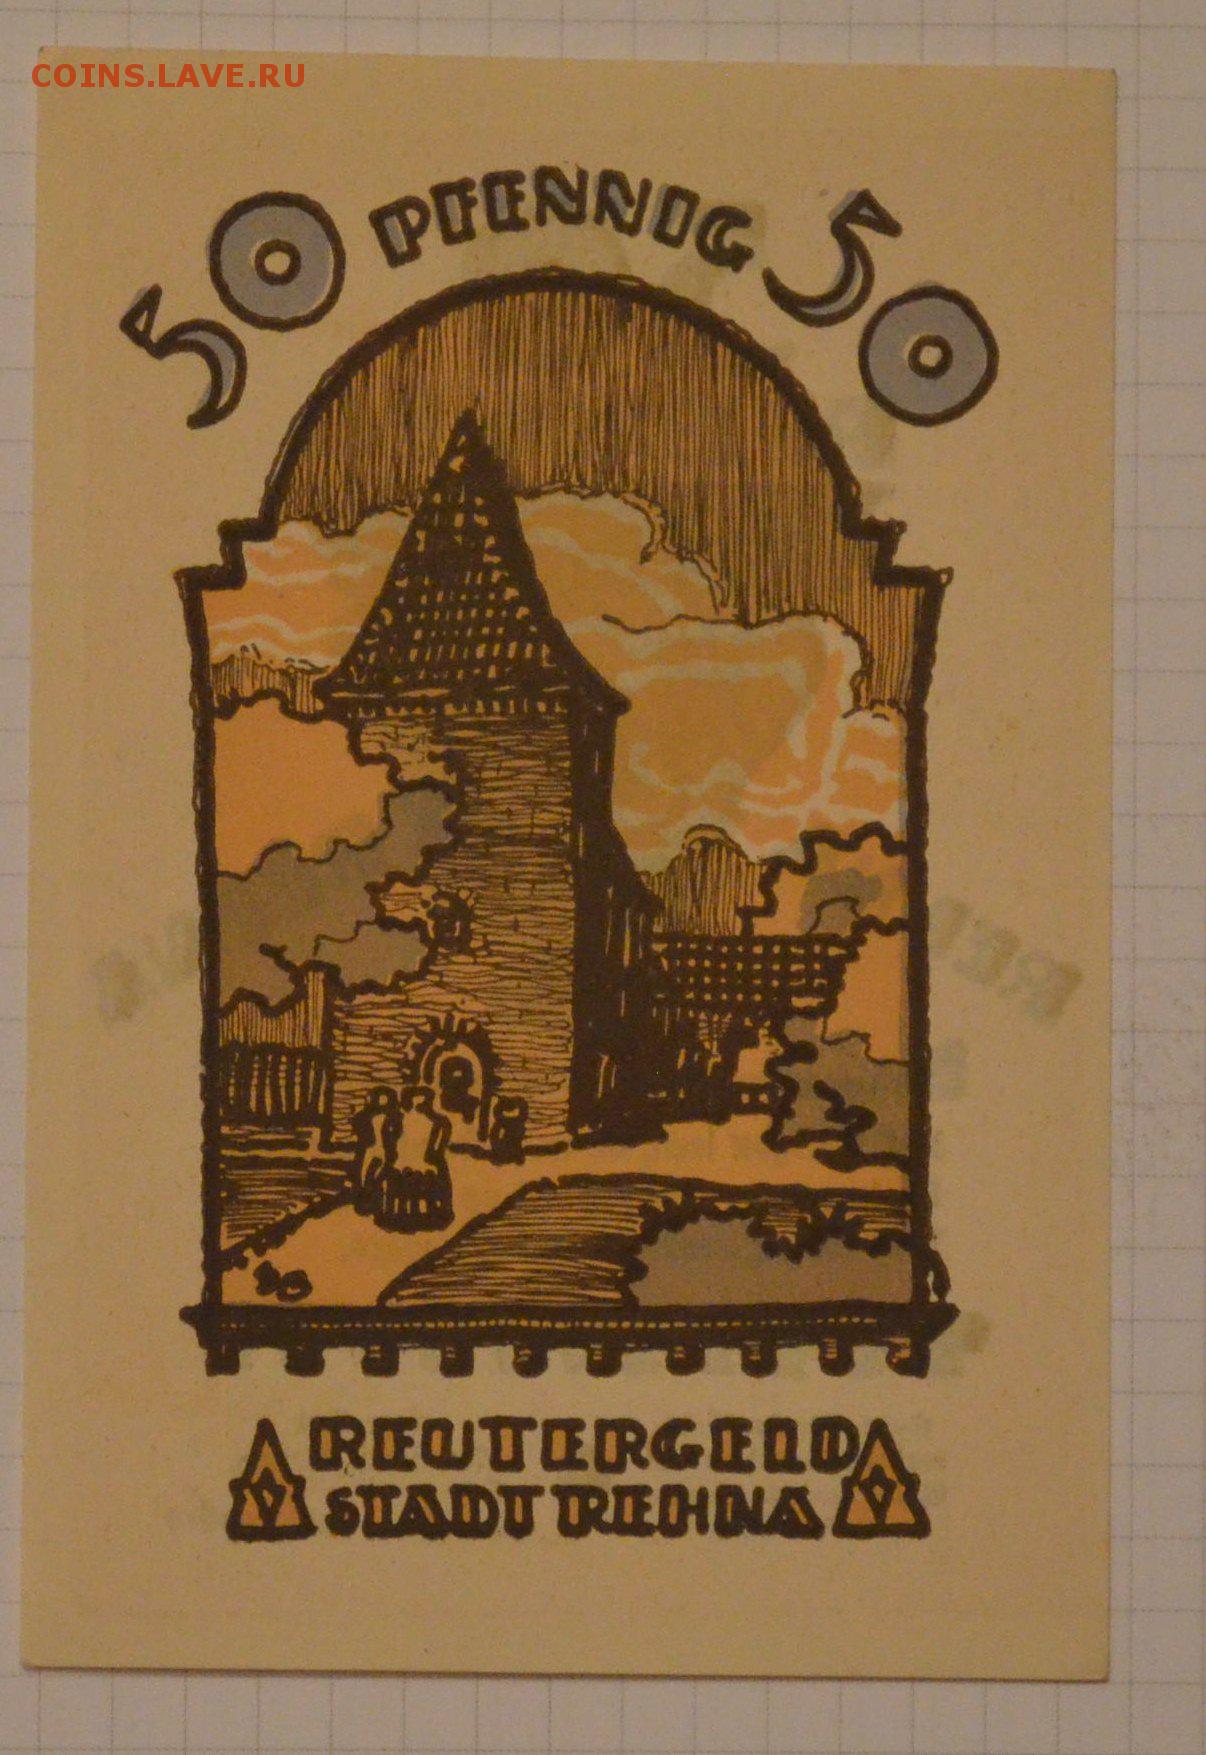 COINS.LAVE.RU
50 PFENNIG 50
REUTERGELD
STADT REHNA